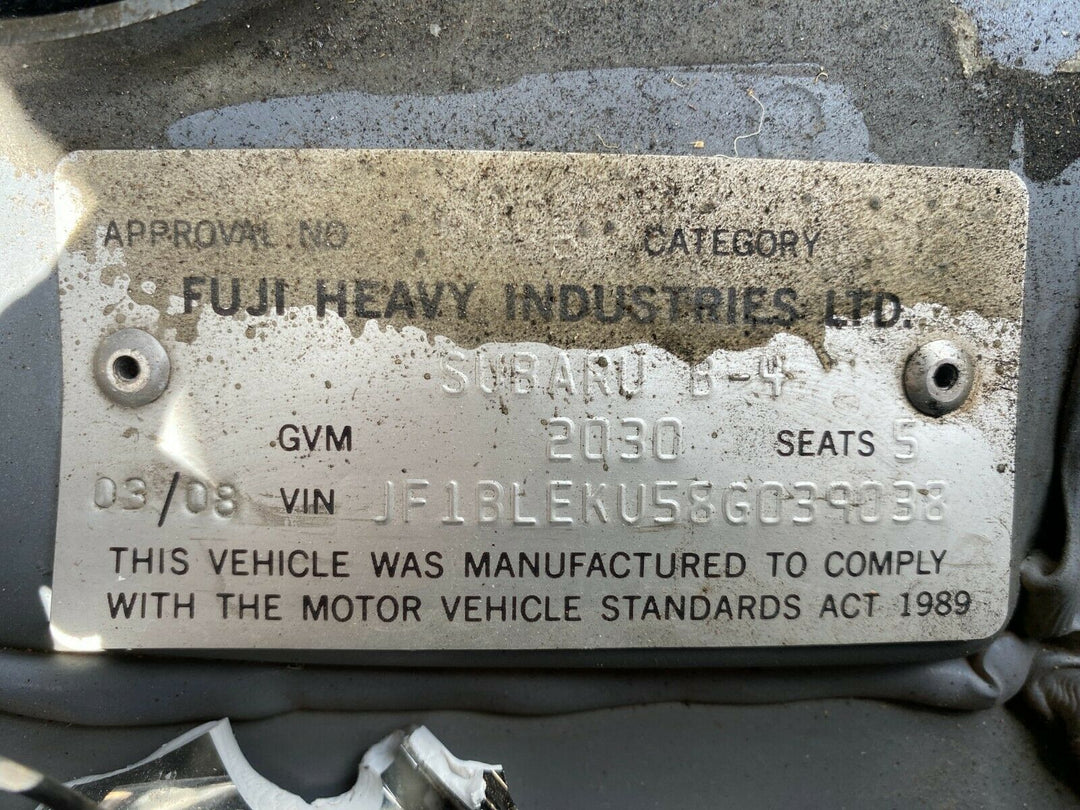 APPROVAL NO CATEGORY
FUJI HEAVY INDUSTRIES LTD.
SUBARU B-4
GVM 2030 SEATS 5
03/08 VIN JF1BLEKU58G039038
THIS VEHICLE WAS MANUFACTURED TO COMPLY
WITH THE MOTOR VEHICLE STANDARDS ACT 1989